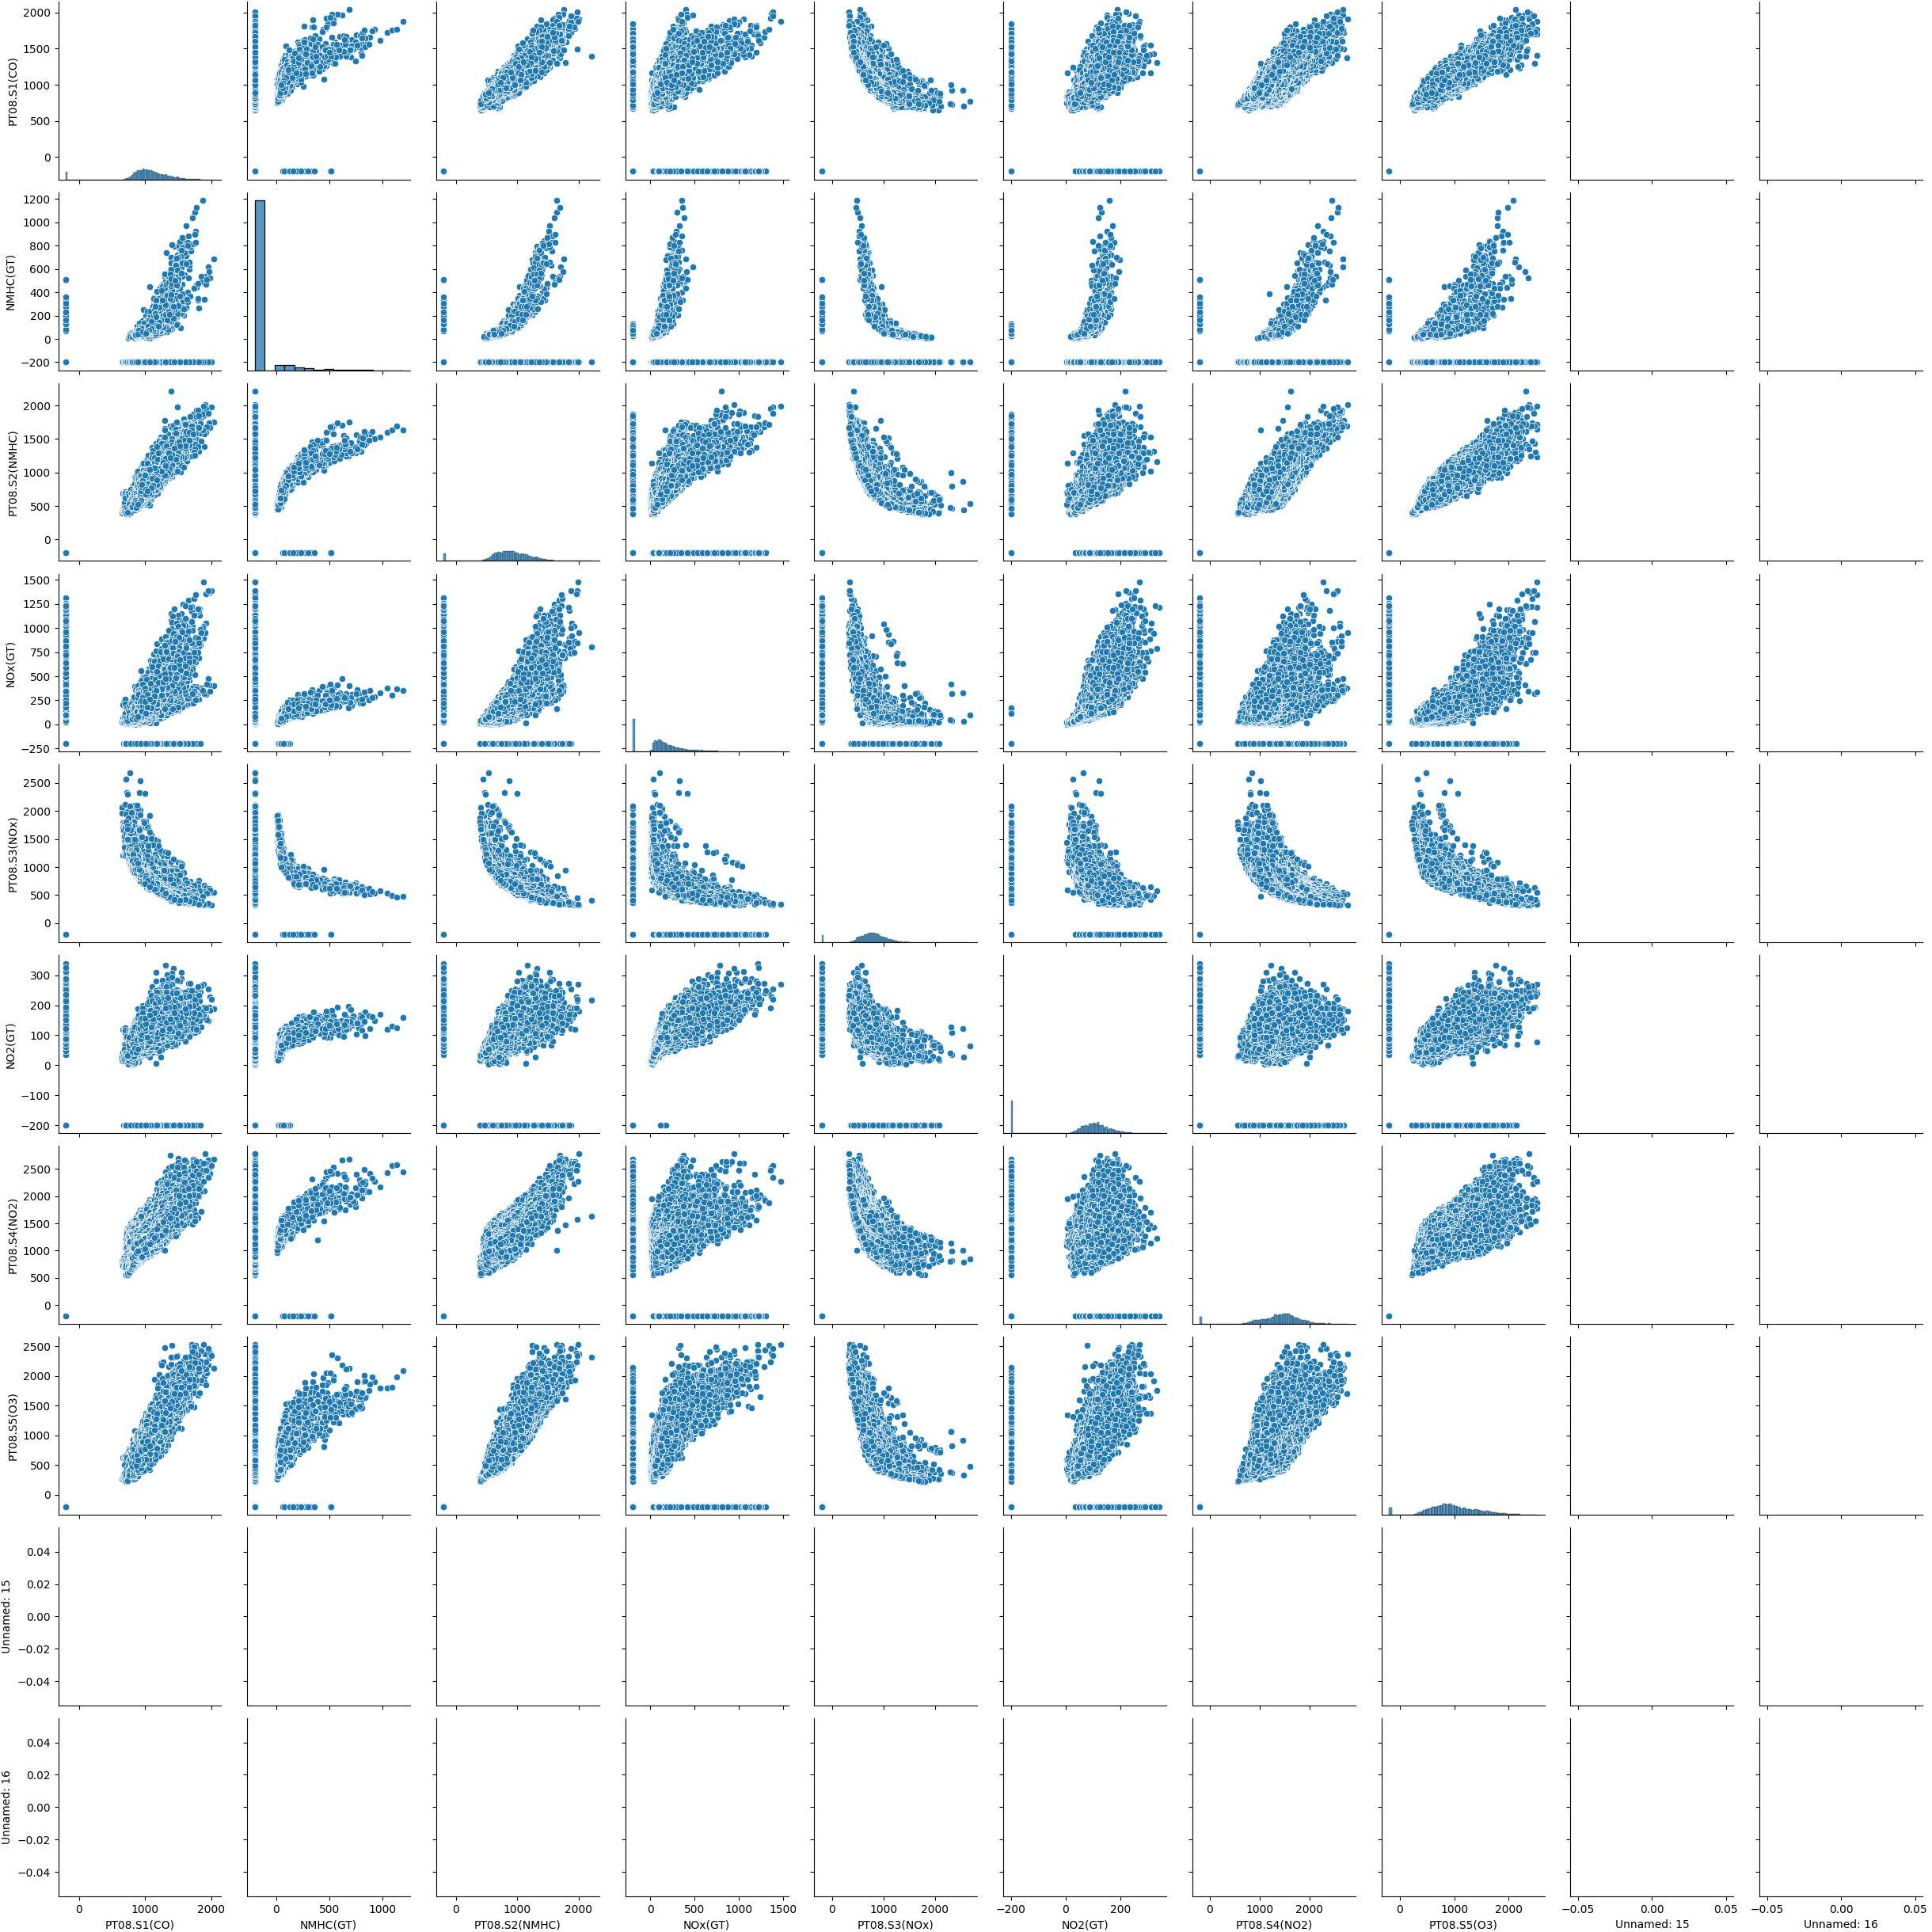 2000
1500
1000
500
0
PT08.S1(CO)
1200
1000
800
600
400
200
0
−200
NMHC(GT)
2000
1500
1000
500
0
PT08.S2(NMHC)
1500
1250
1000
750
500
250
0
−250
NOx(GT)
2500
2000
1500
1000
500
0
PT08.S3(NOx)
300
200
100
0
−100
−200
NO2(GT)
2500
2000
1500
1000
500
0
PT08.S4(NO2)
2500
2000
1500
1000
500
0
PT08.S5(O3)
0.04
0.02
0.00
−0.02
−0.04
Unnamed: 15
0.04
0.02
0.00
−0.02
−0.04
Unnamed: 16
0 1000 2000
PT08.S1(CO)
0 500 1000
NMHC(GT)
0 1000 2000
PT08.S2(NMHC)
0 500 1000 1500
NOx(GT)
0 1000 2000
PT08.S3(NOx)
−200 0 200
NO2(GT)
0 1000 2000
PT08.S4(NO2)
0 1000 2000
PT08.S5(O3)
−0.05 0.00 0.05
Unnamed: 15
−0.05 0.00 0.05
Unnamed: 16